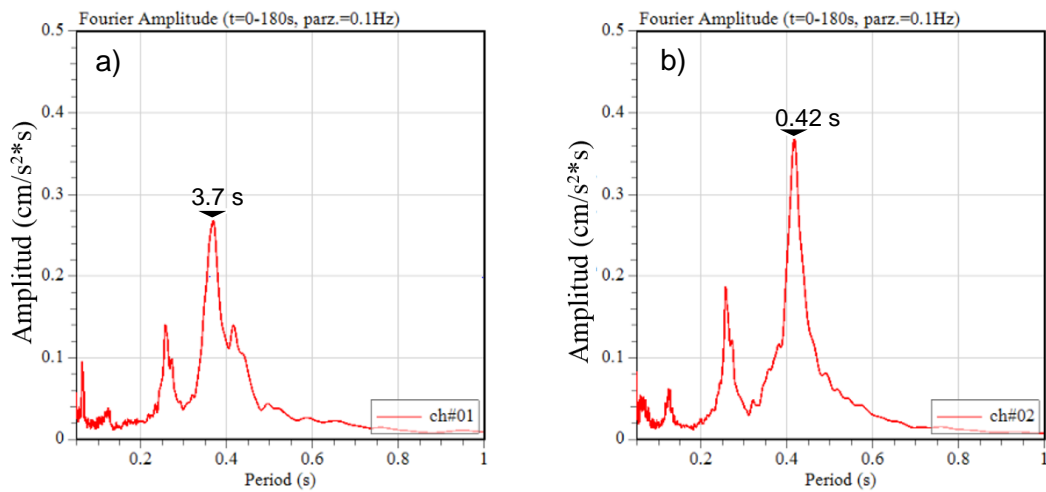 Fourier Amplitude (t=0-180s, parz.=0.1Hz)
a)
3.7 s
Amplitud (cm/s²*s)
0.5
0.4
0.3
0.2
0.1
0
0.2
0.4
0.6
0.8
1
Period (s)
ch#01
Fourier Amplitude (t=0-180s, parz.=0.1Hz)
b)
0.42 s
Amplitud (cm/s²*s)
0.5
0.4
0.3
0.2
0.1
0
0.2
0.4
0.6
0.8
1
Period (s)
ch#02